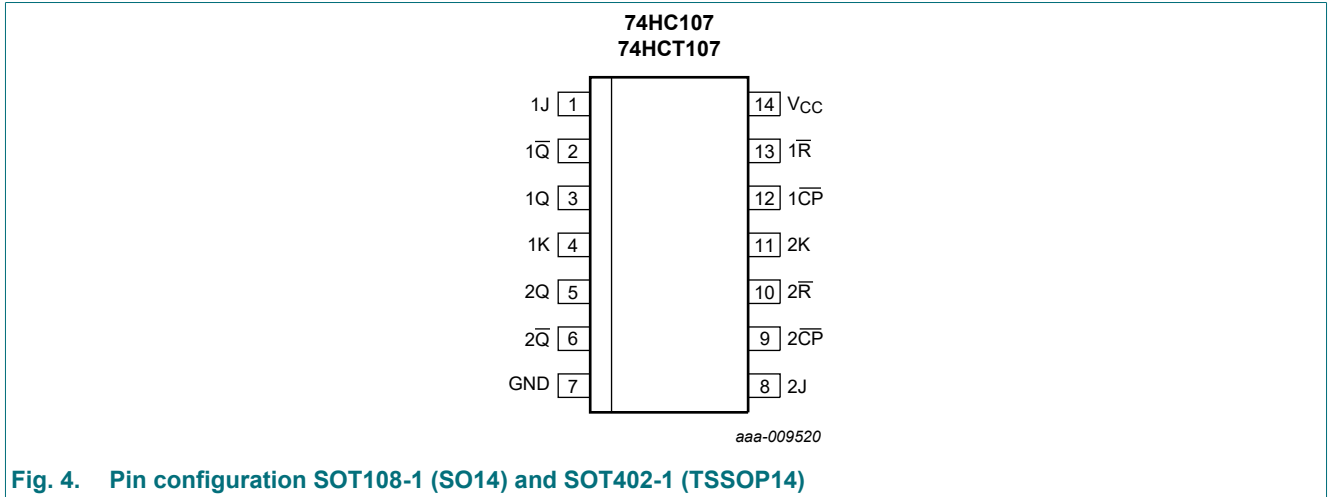 74HC107
74HCT107
1J 1 14 VCC
1Q̅ 2 13 1R̅
1Q 3 12 1C̅P̅
1K 4 11 2K
2Q 5 10 2R̅
2Q̅ 6 9 2C̅P̅
GND 7 8 2J
aaa-009520
Fig. 4. Pin configuration SOT108-1 (SO14) and SOT402-1 (TSSOP14)